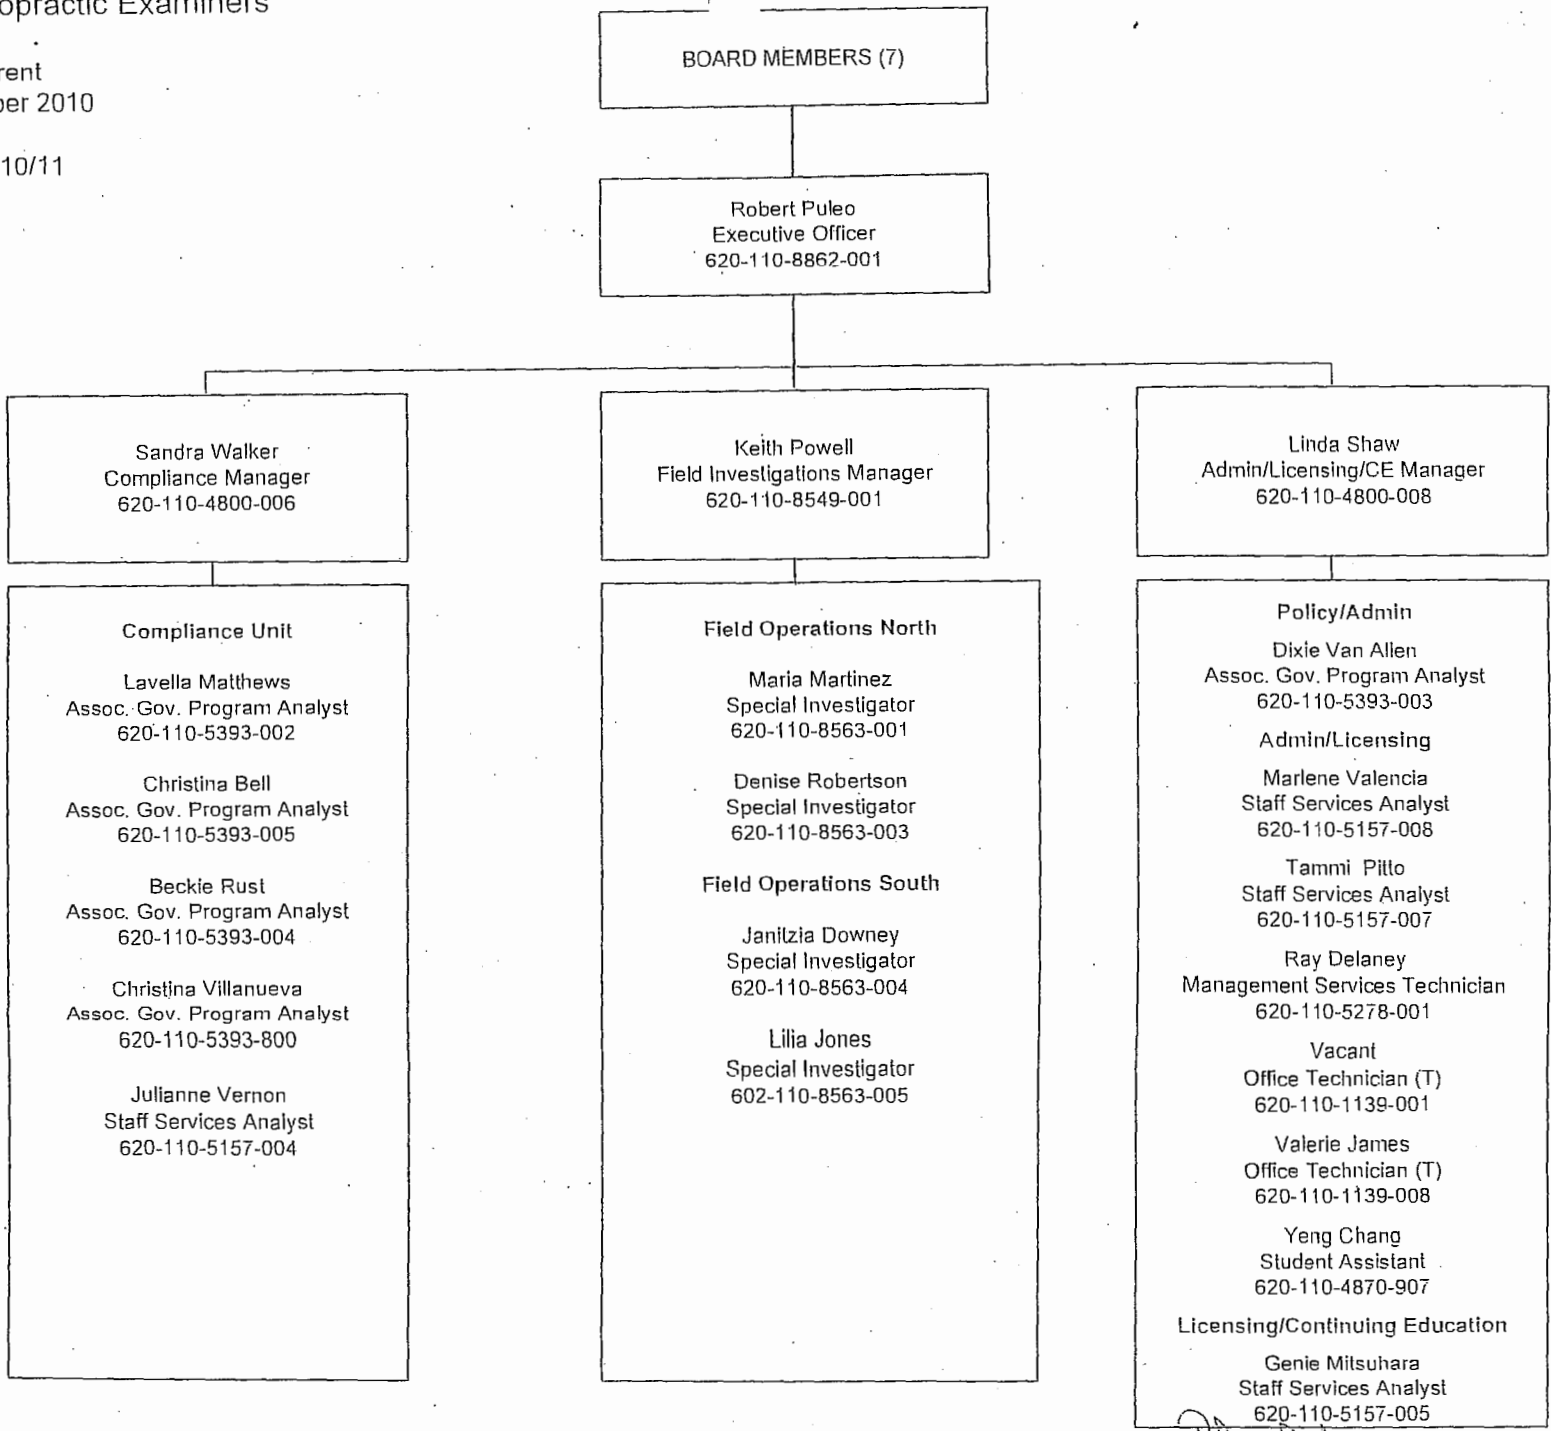 opractic Examiners
rent
ber 2010
10/11
BOARD MEMBERS (7)
Robert Puleo
Executive Officer
620-110-8862-001
Sandra Walker
Compliance Manager
620-110-4800-006
Keith Powell
Field Investigations Manager
620-110-8549-001
Linda Shaw
Admin/Licensing/CE Manager
620-110-4800-008
Compliance Unit
Lavella Matthews
Assoc. Gov. Program Analyst
620-110-5393-002
Christina Bell
Assoc. Gov. Program Analyst
620-110-5393-005
Beckie Rust
Assoc. Gov. Program Analyst
620-110-5393-004
Christina Villanueva
Assoc. Gov. Program Analyst
620-110-5393-800
Julianne Vernon
Staff Services Analyst
620-110-5157-004
Field Operations North
Maria Martinez
Special Investigator
620-110-8563-001
Denise Robertson
Special Investigator
620-110-8563-003
Field Operations South
Janitzia Downey
Special Investigator
620-110-8563-004
Lilia Jones
Special Investigator
602-110-8563-005
Policy/Admin
Dixie Van Allen
Assoc. Gov. Program Analyst
620-110-5393-003
Admin/Licensing
Marlene Valencia
Staff Services Analyst
620-110-5157-008
Tammi Pitto
Staff Services Analyst
620-110-5157-007
Ray Delaney
Management Services Technician
620-110-5278-001
Vacant
Office Technician (T)
620-110-1139-001
Valerie James
Office Technician (T)
620-110-1139-008
Yeng Chang
Student Assistant
620-110-4870-907
Licensing/Continuing Education
Genie Mitsuhara
Staff Services Analyst
620-110-5157-005